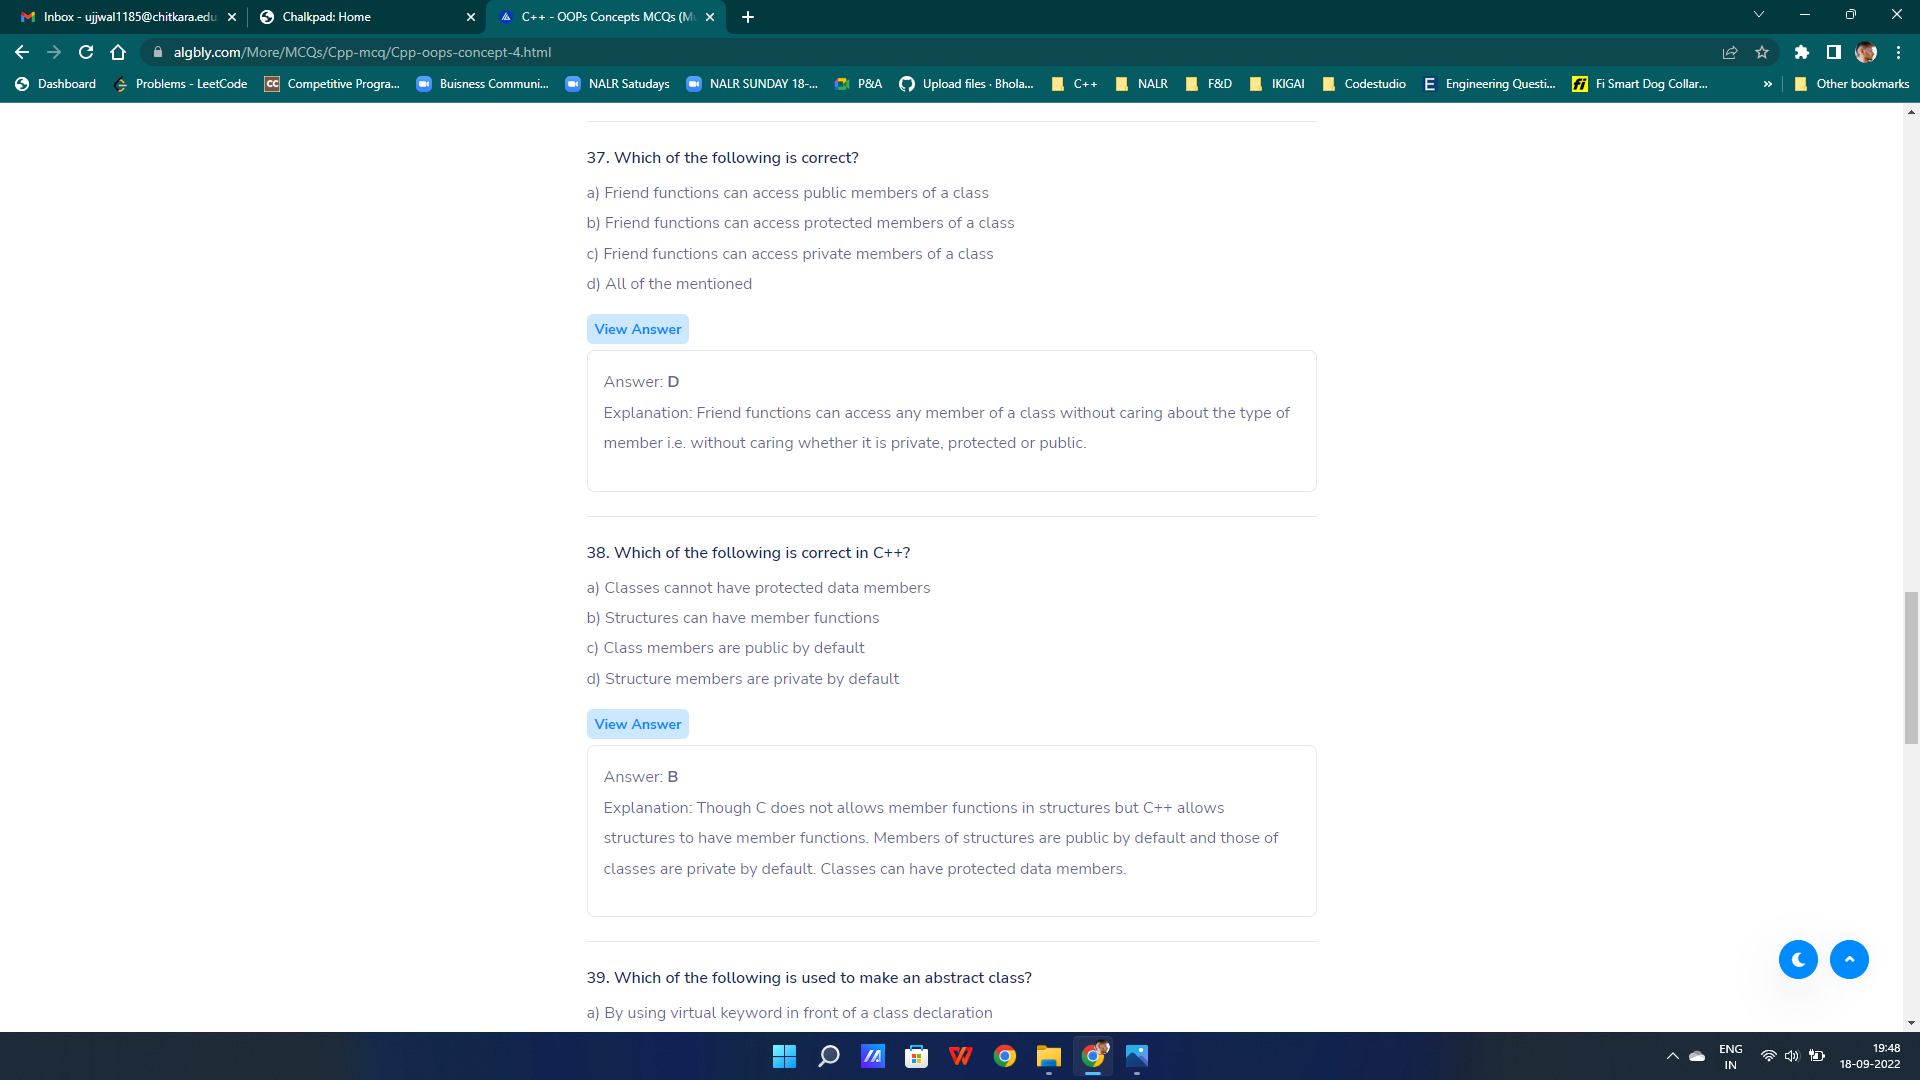 Inbox - ujjwal1185@chitkara.edu
Chalkpad: Home
C++ - OOPs Concepts MCQs (Mu
algbly.com/More/MCQs/Cpp-mcq/Cpp-oops-concept-4.html
Dashboard
Problems - LeetCode
CC
Competitive Progra...
Buisness Communi...
NALR Satudays
NALR SUNDAY 18-...
P&A
Upload files · Bhola...
C++
NALR
F&D
IKIGAI
Codestudio
E
Engineering Questi...
fi
Fi Smart Dog Collar...
»
Other bookmarks
37. Which of the following is correct?
a) Friend functions can access public members of a class
b) Friend functions can access protected members of a class
c) Friend functions can access private members of a class
d) All of the mentioned
View Answer
Answer: D
Explanation: Friend functions can access any member of a class without caring about the type of
member i.e. without caring whether it is private, protected or public.
38. Which of the following is correct in C++?
a) Classes cannot have protected data members
b) Structures can have member functions
c) Class members are public by default
d) Structure members are private by default
View Answer
Answer: B
Explanation: Though C does not allows member functions in structures but C++ allows
structures to have member functions. Members of structures are public by default and those of
classes are private by default. Classes can have protected data members.
39. Which of the following is used to make an abstract class?
a) By using virtual keyword in front of a class declaration
ENG
IN
19:48
18-09-2022